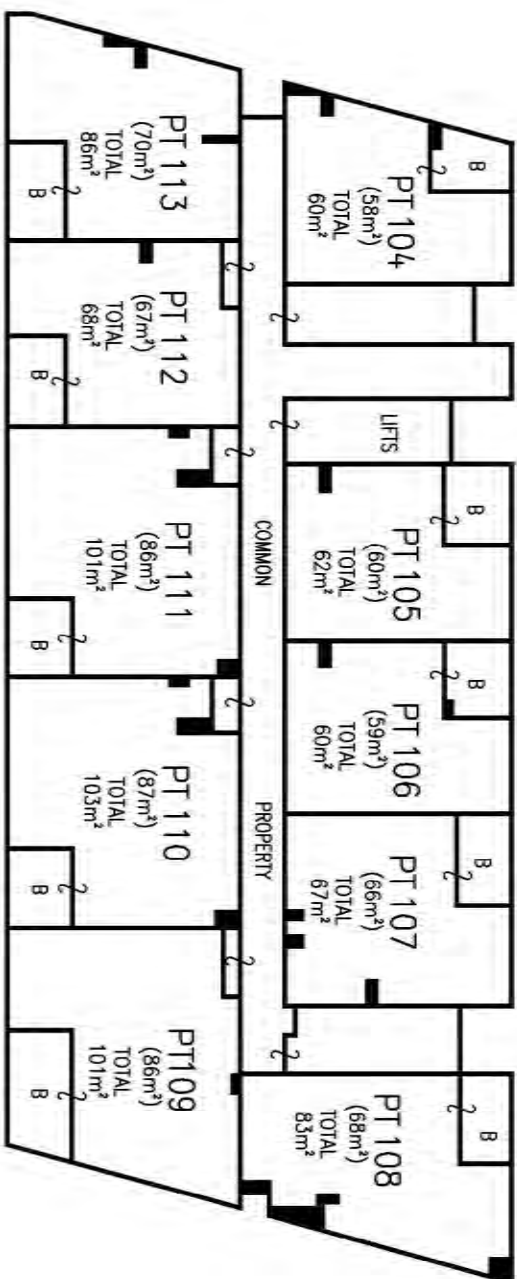 B
PT 104
(58m²)
TOTAL
60m²
LIFTS
B
PT 105
(60m²)
TOTAL
62m²
B
PT 106
(59m²)
TOTAL
60m²
B
PT 107
(66m²)
TOTAL
67m²
B
PT 108
(68m²)
TOTAL
83m²
COMMON PROPERTY
PT 113
(70m²)
TOTAL
86m²
B
PT 112
(67m²)
TOTAL
68m²
B
PT 111
(86m²)
TOTAL
101m²
B
PT 110
(87m²)
TOTAL
103m²
B
PT109
(86m²)
TOTAL
101m²
B